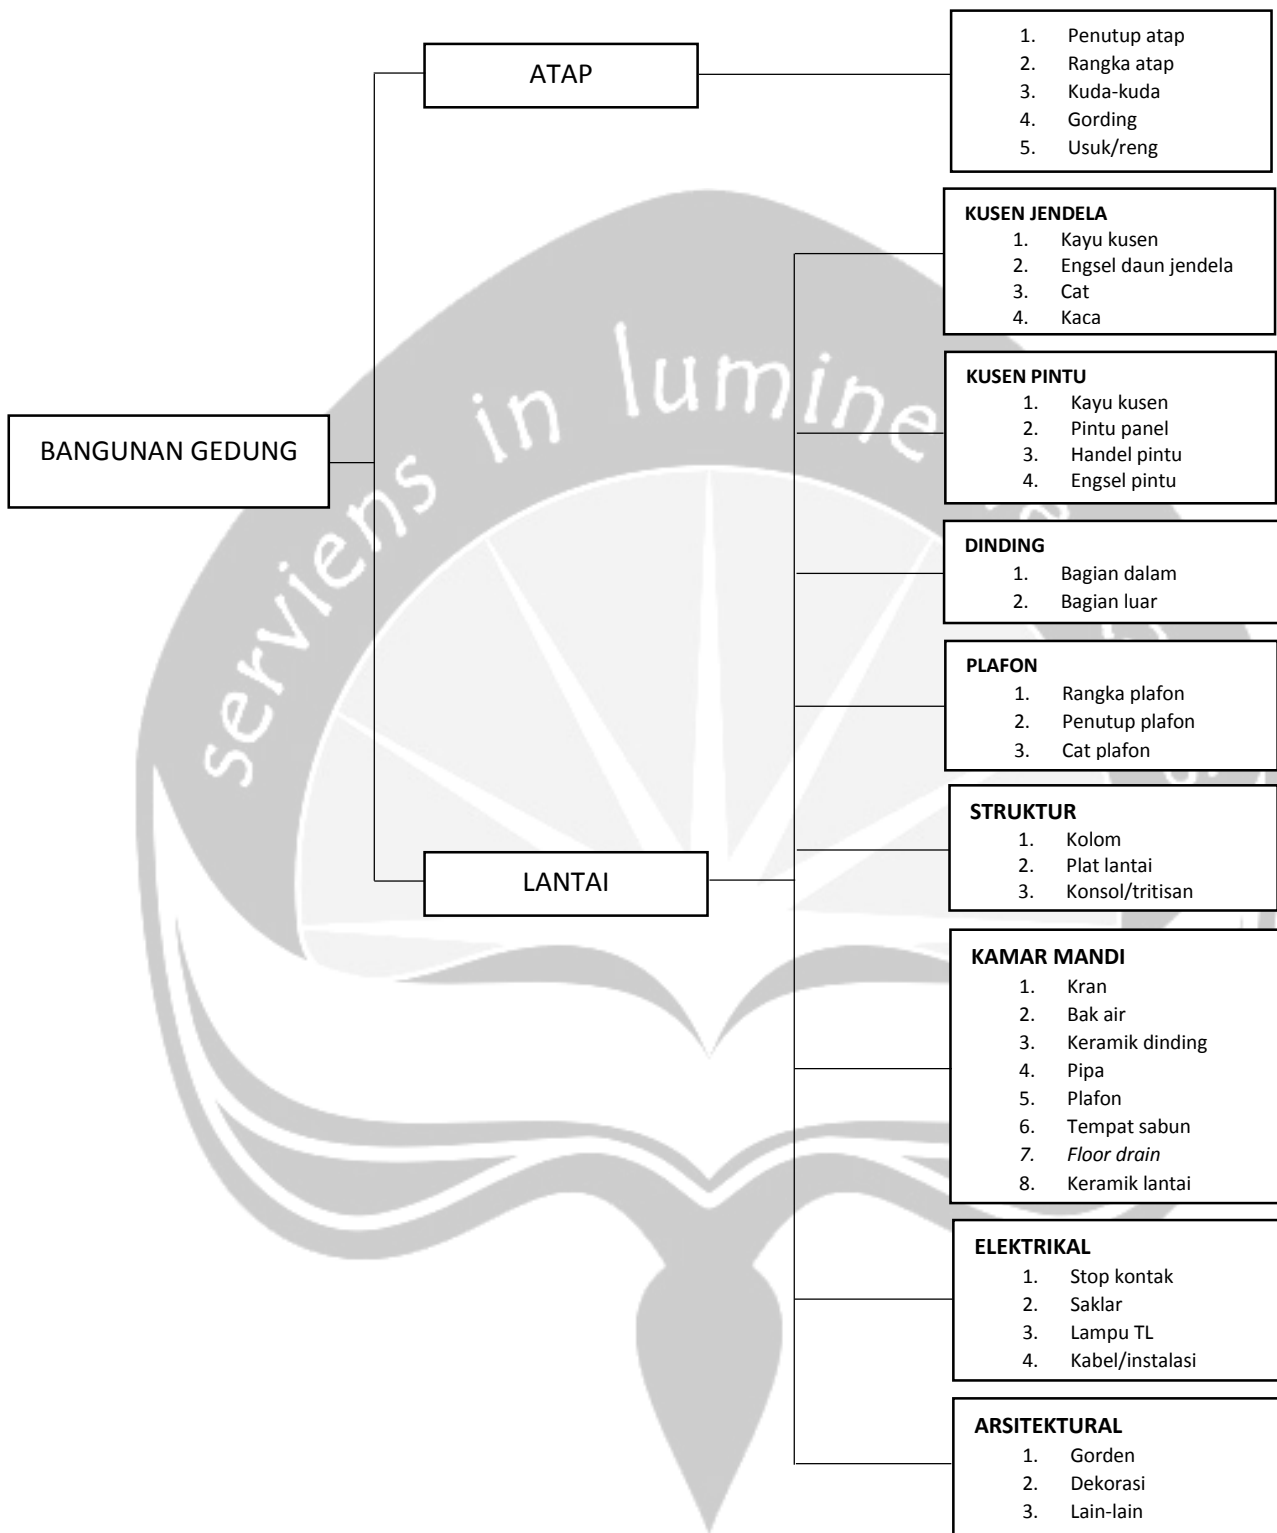 BANGUNAN GEDUNG
ATAP
1. Penutup atap
2. Rangka atap
3. Kuda-kuda
4. Gording
5. Usuk/reng
LANTAI
KUSEN JENDELA
1. Kayu kusen
2. Engsel daun jendela
3. Cat
4. Kaca
KUSEN PINTU
1. Kayu kusen
2. Pintu panel
3. Handel pintu
4. Engsel pintu
DINDING
1. Bagian dalam
2. Bagian luar
PLAFON
1. Rangka plafon
2. Penutup plafon
3. Cat plafon
STRUKTUR
1. Kolom
2. Plat lantai
3. Konsol/tritisan
KAMAR MANDI
1. Kran
2. Bak air
3. Keramik dinding
4. Pipa
5. Plafon
6. Tempat sabun
7. Floor drain
8. Keramik lantai
ELEKTRIKAL
1. Stop kontak
2. Saklar
3. Lampu TL
4. Kabel/instalasi
ARSITEKTURAL
1. Gorden
2. Dekorasi
3. Lain-lain
serviens in lumine